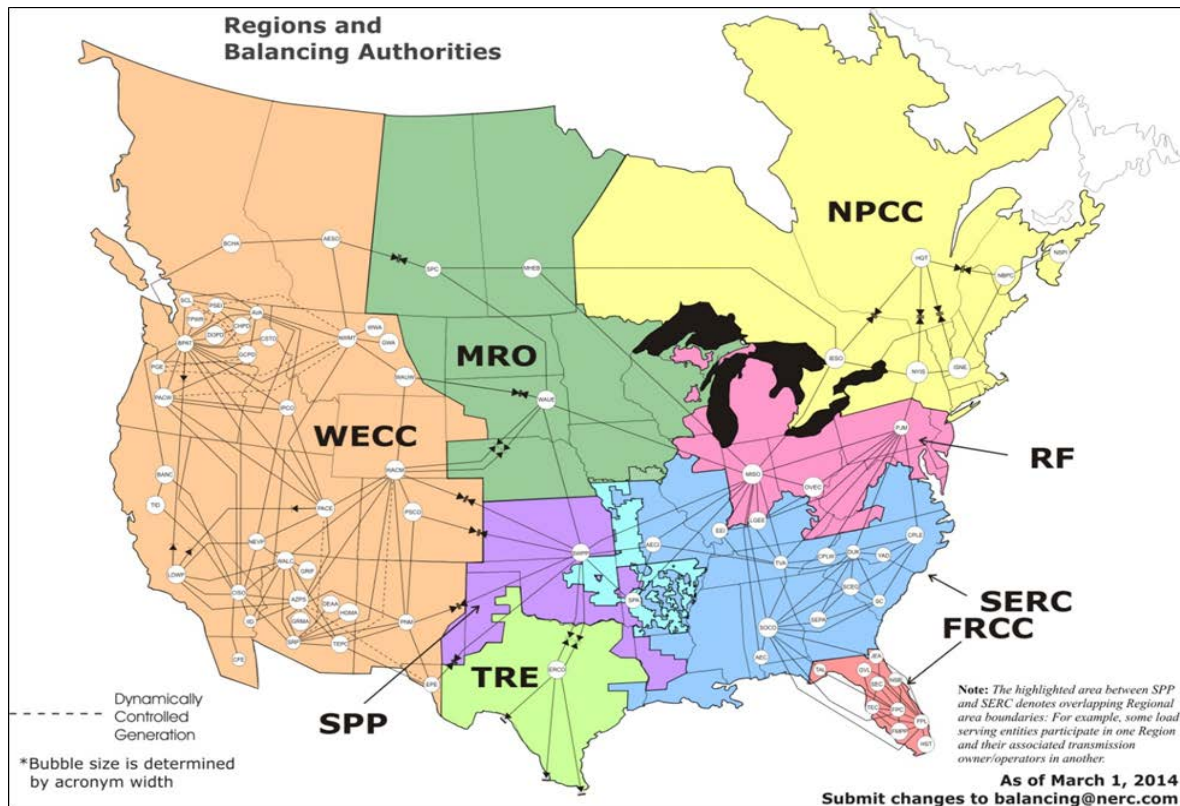 Regions and
Balancing Authorities
NPCC
MRO
WECC
RF
SERC
FRCC
TRE
SPP
BCHA
AESO
SPC
MHEB
HQT
NBPC
NSPI
SCL
PSEI
AVA
TPWR
DOPD
CHPD
BPAT
GCPD
NWMT
GWA
PGE
WAUW
PACW
IPCO
WAUE
IESO
NYIS
ISNE
PJM
WACM
MISO
OVEC
BANC
TID
PACE
PSCO
LGEE
EEI
NEVP
SWPP
AECI
TVA
CPLW
DUK
YAD
CPLE
WALC
GRIF
LDWP
CISO
AZPS
DEAA
HGMA
GRMA
SPA
SCEG
SC
IID
SRP
TEPC
PNM
SOCO
SEPA
AEC
CFE
EPE
ERCO
JEA
TAL
GVL
SEC
NSB
TEC
FPC
FPL
FMPP
HST
Dynamically
Controlled
Generation
*Bubble size is determined
by acronym width
Note: The highlighted area between SPP
and SERC denotes overlapping Regional
area boundaries: For example, some load
serving entities participate in one Region
and their associated transmission
owner/operators in another.
As of March 1, 2014
Submit changes to balancing@nerc.com